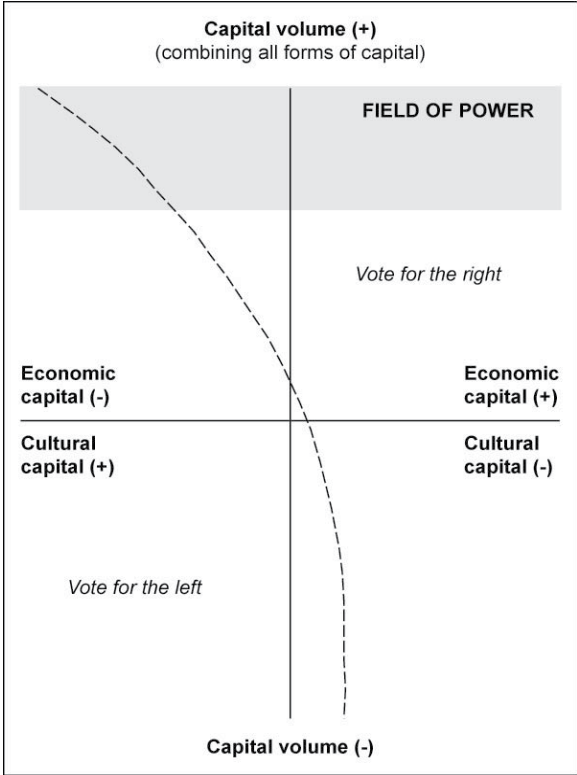 Capital volume (+)
(combining all forms of capital)
FIELD OF POWER
Vote for the right
Economic
capital (-)
Economic
capital (+)
Cultural
capital (+)
Cultural
capital (-)
Vote for the left
Capital volume (-)